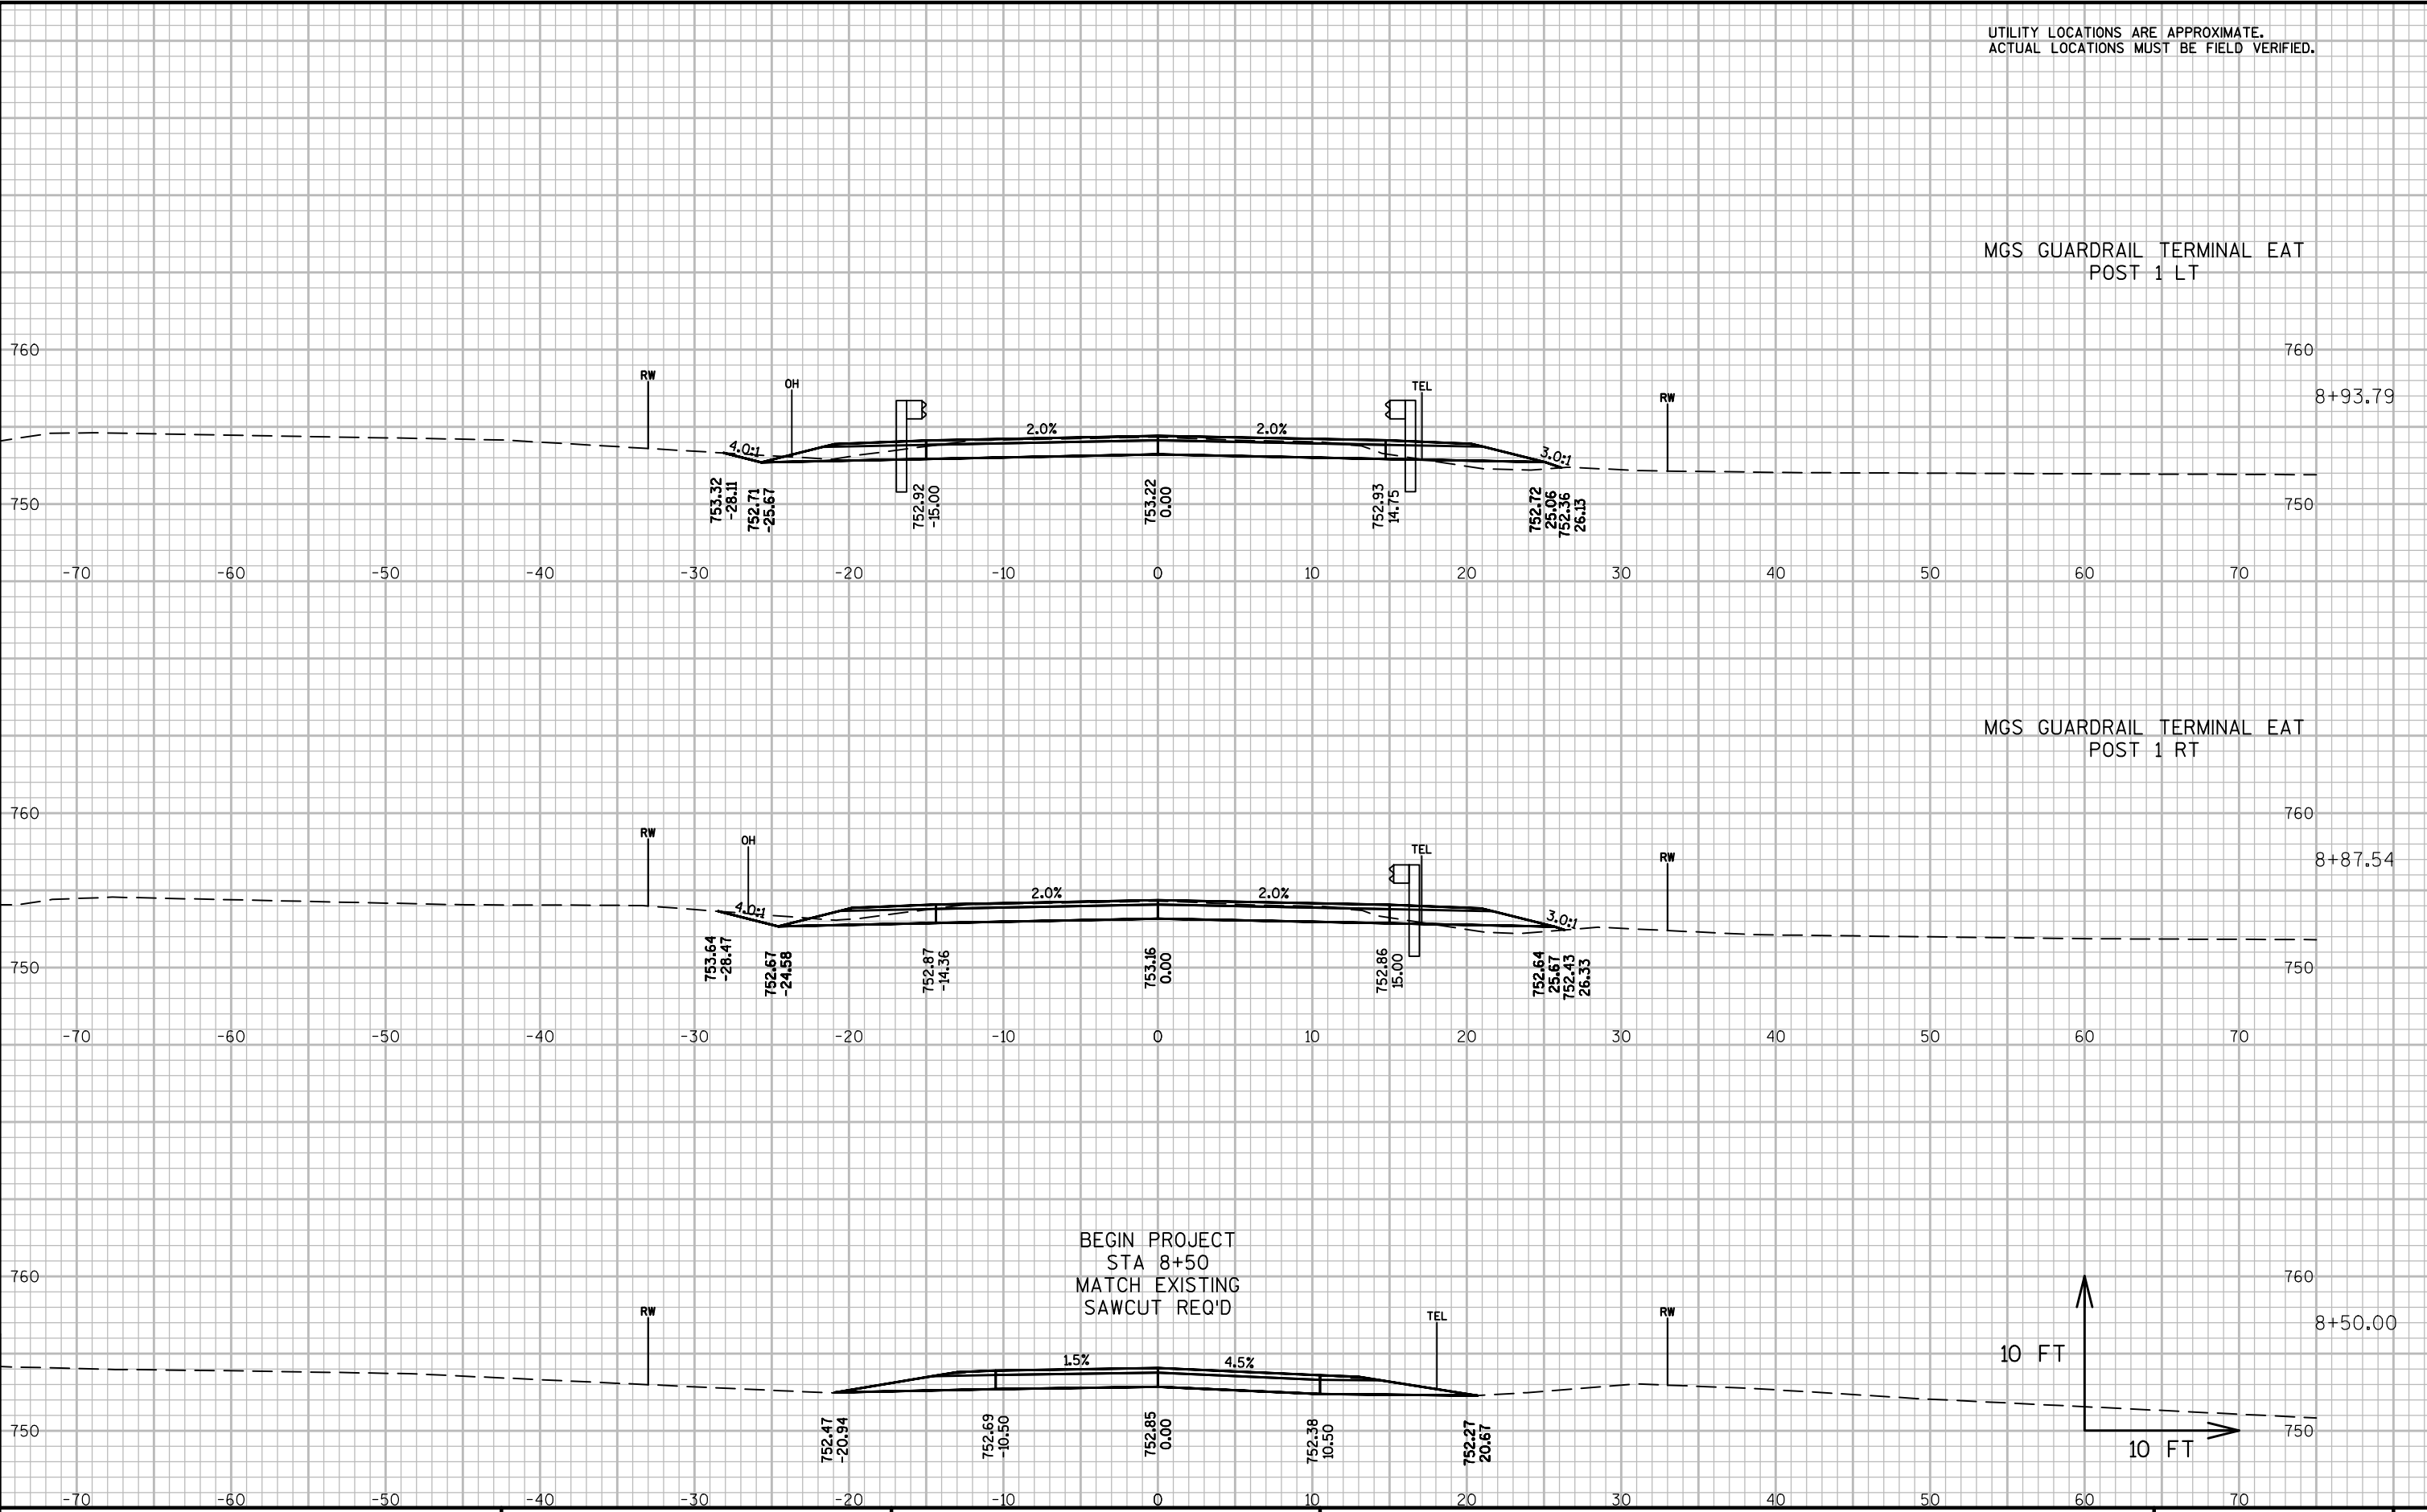 UTILITY LOCATIONS ARE APPROXIMATE.
ACTUAL LOCATIONS MUST BE FIELD VERIFIED.
MGS GUARDRAIL TERMINAL EAT
POST 1 LT
760
760
8+93.79
RW
OH
TEL
RW
4.0:1
2.0%
2.0%
3.0:1
750
750
753.32
-28.11
752.71
-25.67
752.92
-15.00
753.22
0.00
752.93
14.75
752.72
25.06
752.36
26.13
-70 -60 -50 -40 -30 -20 -10 0 10 20 30 40 50 60 70
MGS GUARDRAIL TERMINAL EAT
POST 1 RT
760
760
8+87.54
RW
OH
TEL
RW
4.0:1
2.0%
2.0%
3.0:1
750
750
753.64
-28.47
752.67
-24.58
752.87
-14.36
753.16
0.00
752.86
15.00
752.64
25.67
752.43
26.33
-70 -60 -50 -40 -30 -20 -10 0 10 20 30 40 50 60 70
BEGIN PROJECT
STA 8+50
MATCH EXISTING
SAWCUT REQ'D
760
760
8+50.00
RW
TEL
RW
1.5%
4.5%
10 FT
10 FT
750
750
752.47
-20.94
752.69
-10.50
752.85
0.00
752.38
10.50
752.27
20.67
-70 -60 -50 -40 -30 -20 -10 0 10 20 30 40 50 60 70